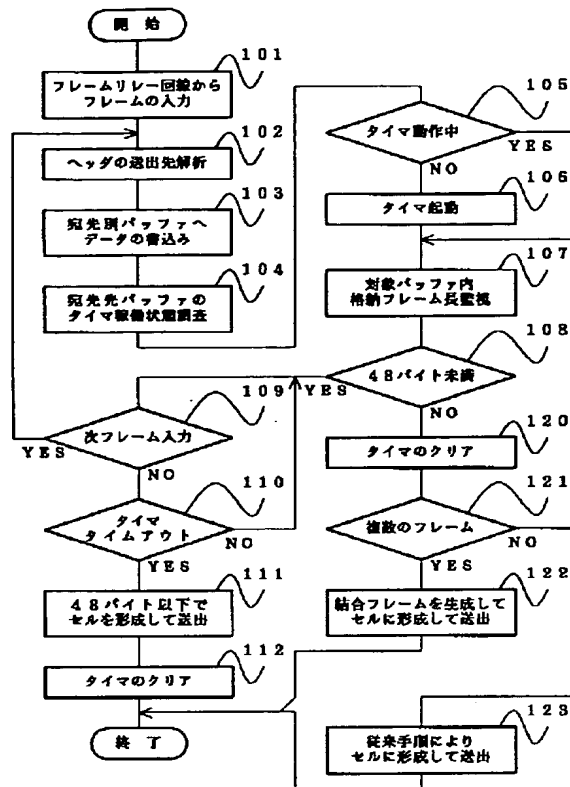 開始
101
フレームリレー回線から
フレームの入力
102
ヘッダの送出先解析
103
宛先別バッファへ
データの書込み
104
宛先先バッファの
タイマ稼働状態調査
105
タイマ動作中
YES
NO
106
タイマ起動
107
対象バッファ内
格納フレーム長監視
108
48バイト未満
YES
NO
109
次フレーム入力
YES
NO
110
タイマ
タイムアウト
NO
YES
111
48バイト以下で
セルを形成して送出
112
タイマのクリア
終了
120
タイマのクリア
121
複数のフレーム
NO
YES
122
結合フレームを生成して
セルに形成して送出
123
従来手順により
セルに形成して送出